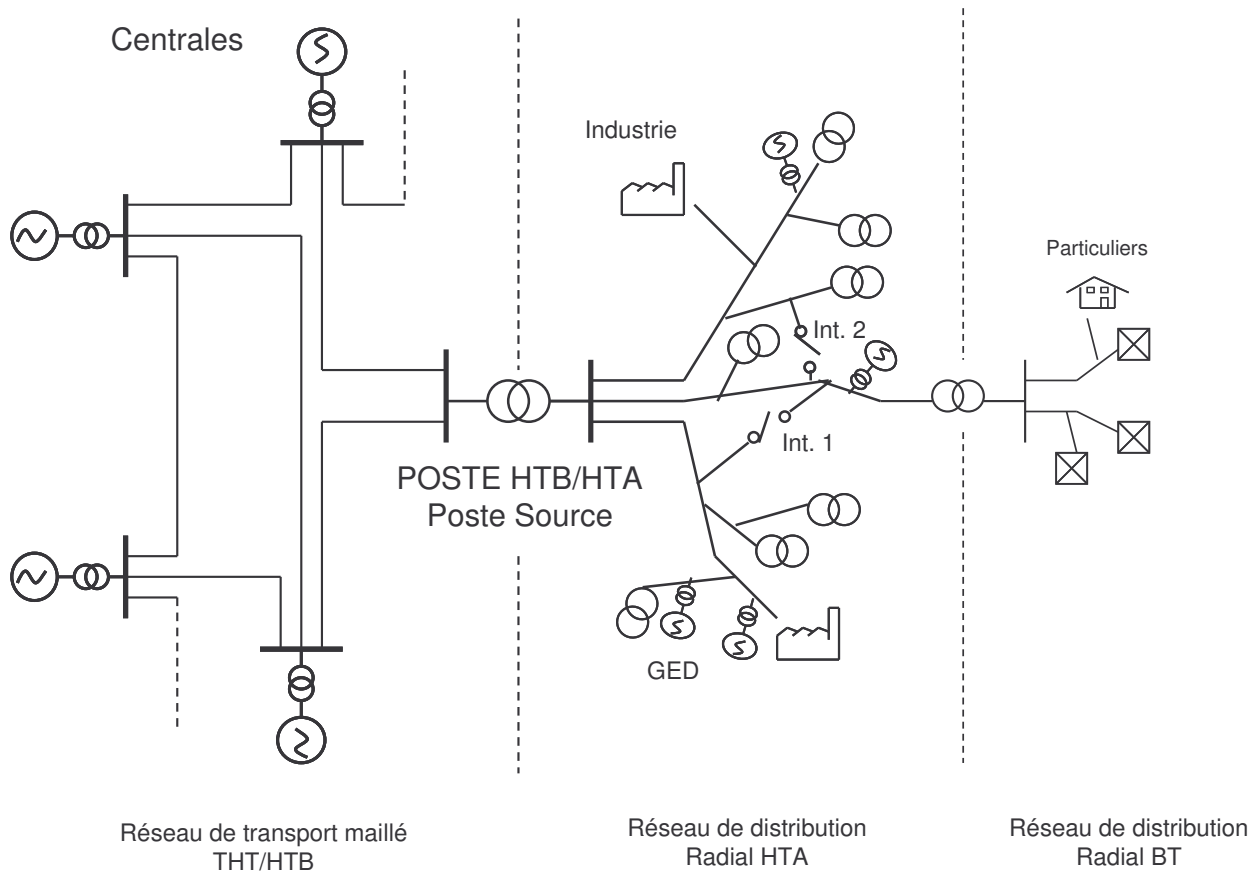 Centrales
Industrie
Particuliers
Int. 2
Int. 1
POSTE HTB/HTA
Poste Source
GED
Réseau de transport maillé
THT/HTB
Réseau de distribution
Radial HTA
Réseau de distribution
Radial BT